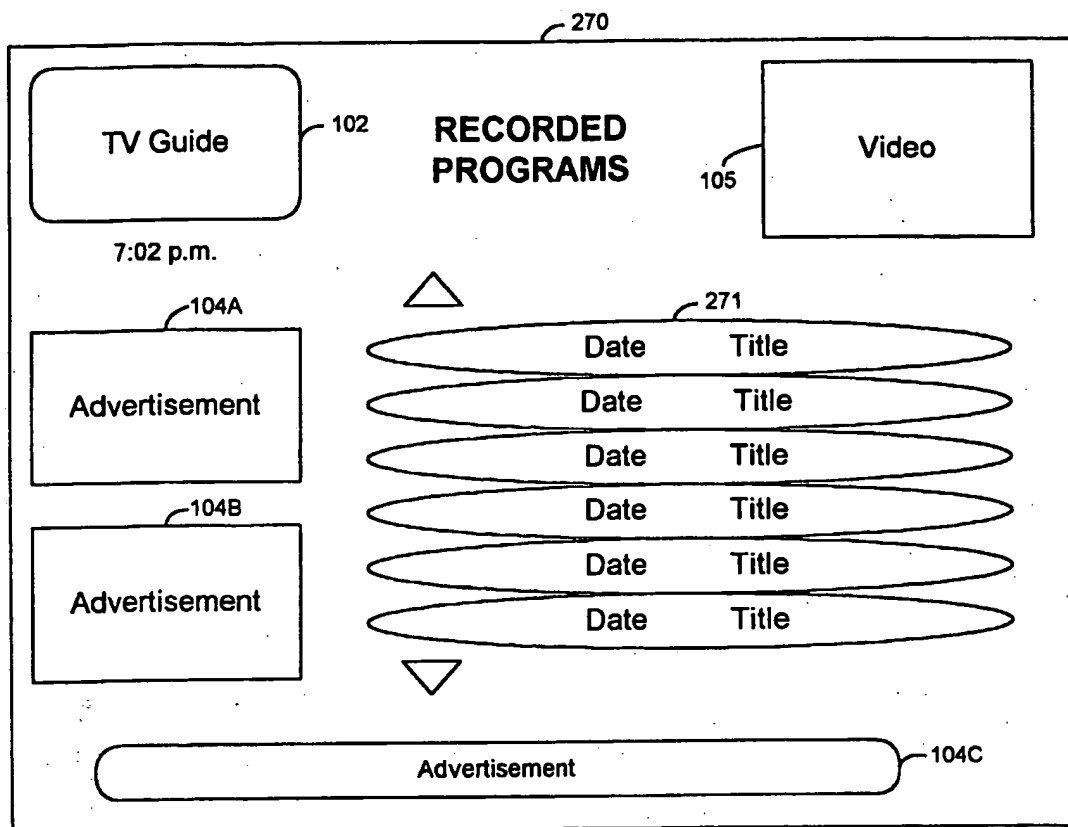 270
TV Guide
102
RECORDED
PROGRAMS
105
Video
7:02 p.m.
104A
Advertisement
104B
Advertisement
271
Date Title
Date Title
Date Title
Date Title
Date Title
Date Title
Advertisement
104C